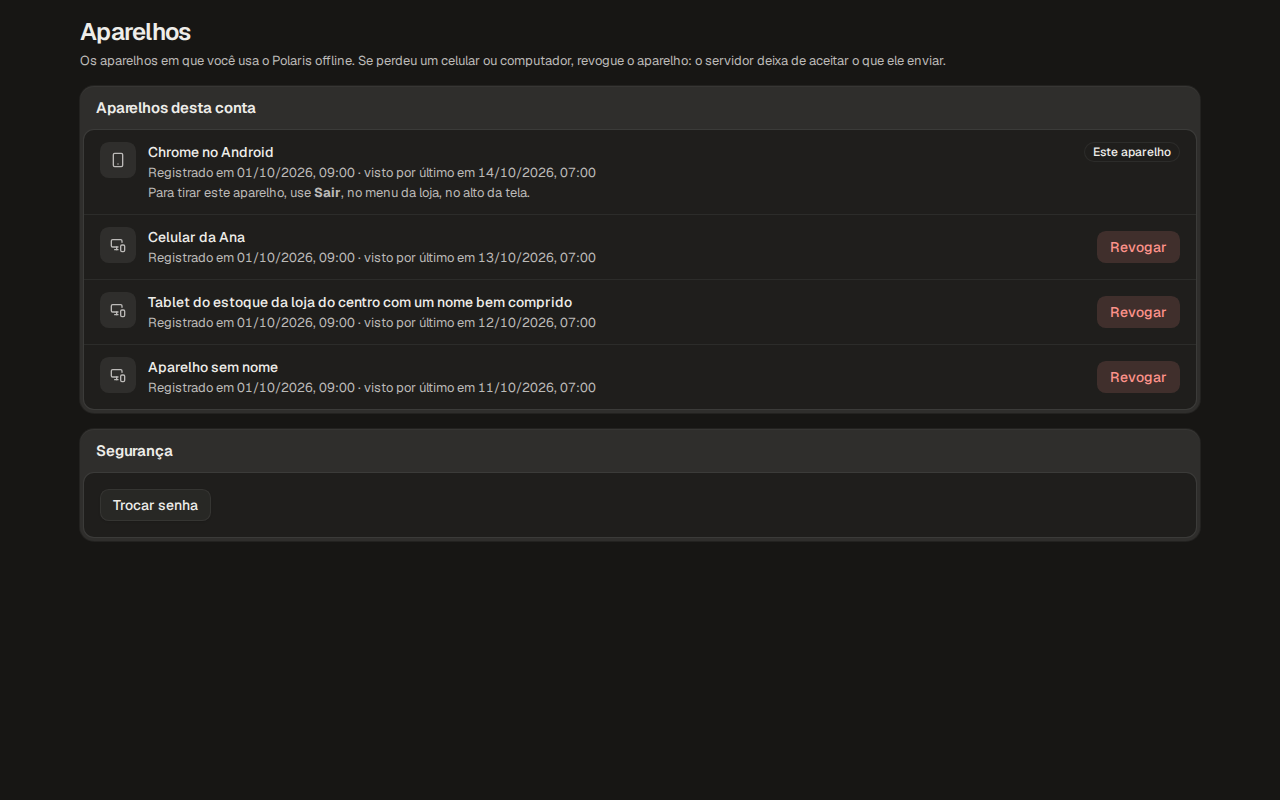 Aparelhos
Os aparelhos em que você usa o Polaris offline. Se perdeu um celular ou computador, revogue o aparelho: o servidor deixa de aceitar o que ele enviar.
Aparelhos desta conta
Chrome no Android
Este aparelho
Registrado em 01/10/2026, 09:00 · visto por último em 14/10/2026, 07:00
Para tirar este aparelho, use Sair, no menu da loja, no alto da tela.
Celular da Ana
Registrado em 01/10/2026, 09:00 · visto por último em 13/10/2026, 07:00
Revogar
Tablet do estoque da loja do centro com um nome bem comprido
Registrado em 01/10/2026, 09:00 · visto por último em 12/10/2026, 07:00
Revogar
Aparelho sem nome
Registrado em 01/10/2026, 09:00 · visto por último em 11/10/2026, 07:00
Revogar
Segurança
Trocar senha